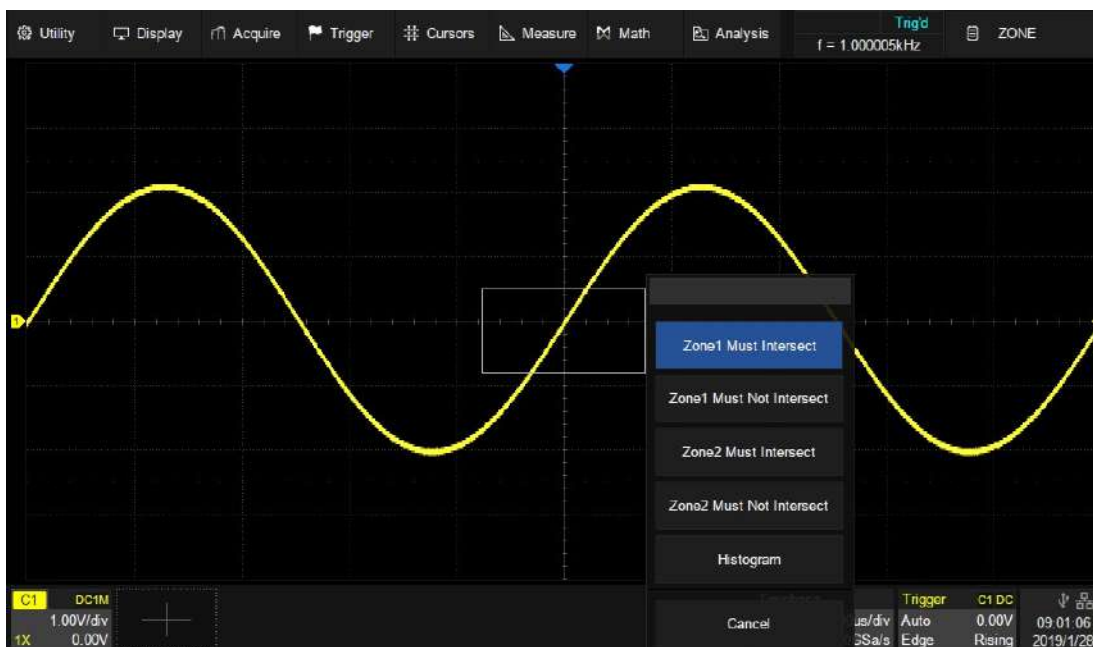 Utility Display Acquire Trigger Cursors Measure Math Analysis
Trig'd
f = 1.000005kHz
ZONE
1
Zone1 Must Intersect
Zone1 Must Not Intersect
Zone2 Must Intersect
Zone2 Must Not Intersect
Histogram
Cancel
C1 DC1M
1.00V/div
1X 0.00V
us/div
GSa/s
Trigger C1 DC
Auto 0.00V
Edge Rising
09:01:06
2019/1/28